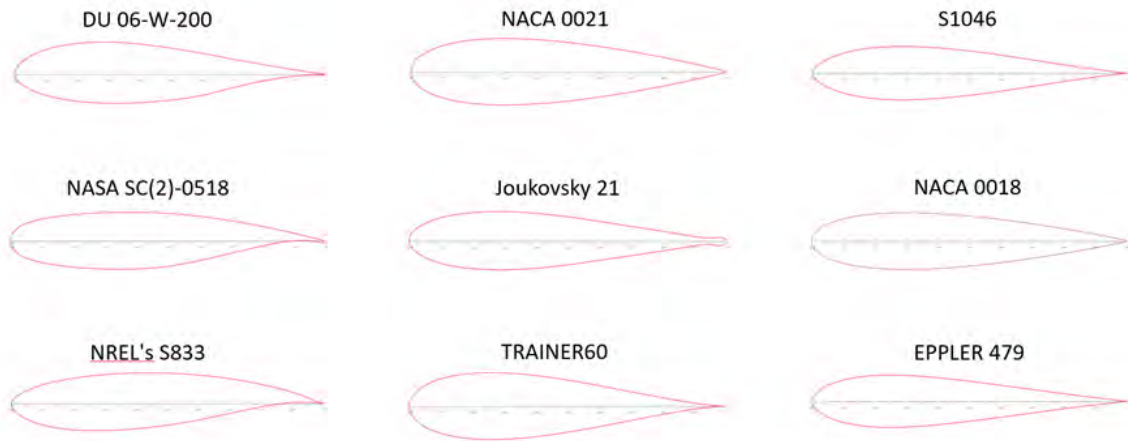 DU 06-W-200
NACA 0021
S1046
NASA SC(2)-0518
Joukovsky 21
NACA 0018
NREL's S833
TRAINER60
EPPLER 479